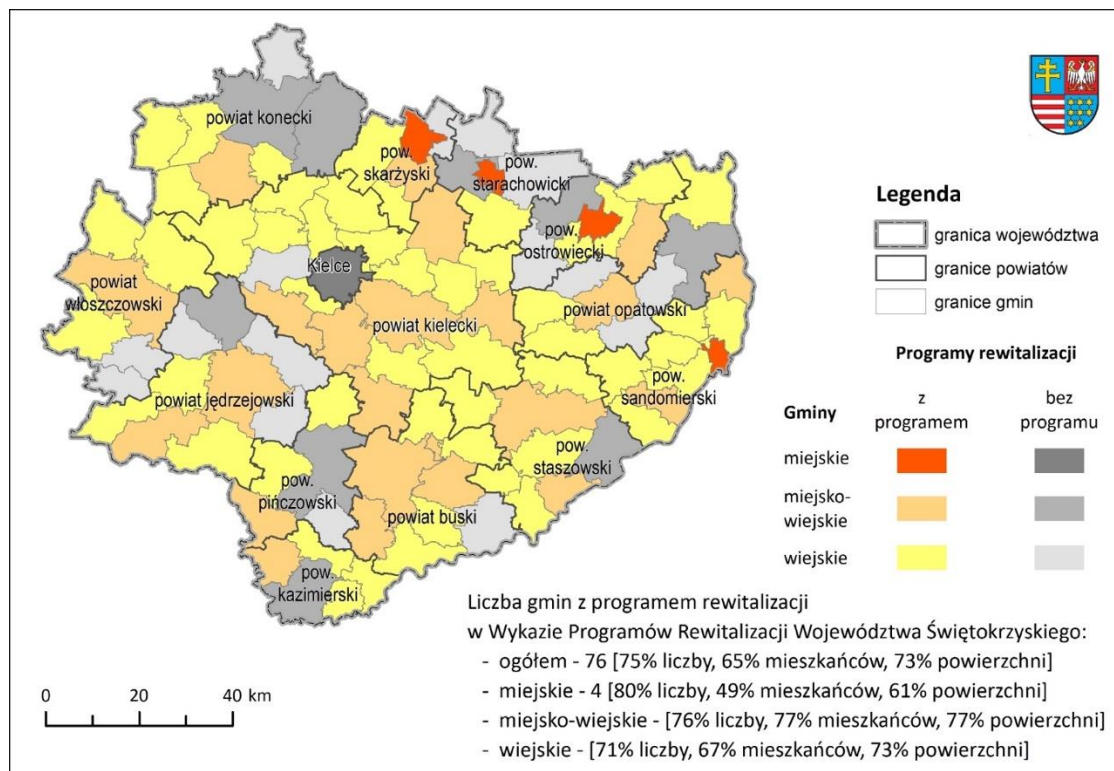 powiat konecki
pow.
skarżyski
pow.
starachowicki
pow.
ostrowiecki
Kielce
powiat
włoszczowski
powiat opatowski
powiat kielecki
pow.
sandomierski
powiat jędrzejowski
pow.
staszowski
pow.
pińczowski
powiat buski
pow.
kazimierski
Legenda
granica województwa
granice powiatów
granice gmin
Programy rewitalizacji
Gminy
z
programem
bez
programu
miejskie
miejsko-
wiejskie
wiejskie
Liczba gmin z programem rewitalizacji
w Wykazie Programów Rewitalizacji Województwa Świętokrzyskiego:
- ogółem - 76 [75% liczby, 65% mieszkańców, 73% powierzchni]
- miejskie - 4 [80% liczby, 49% mieszkańców, 61% powierzchni]
- miejsko-wiejskie - [76% liczby, 77% mieszkańców, 77% powierzchni]
- wiejskie - [71% liczby, 67% mieszkańców, 73% powierzchni]
0 20 40 km